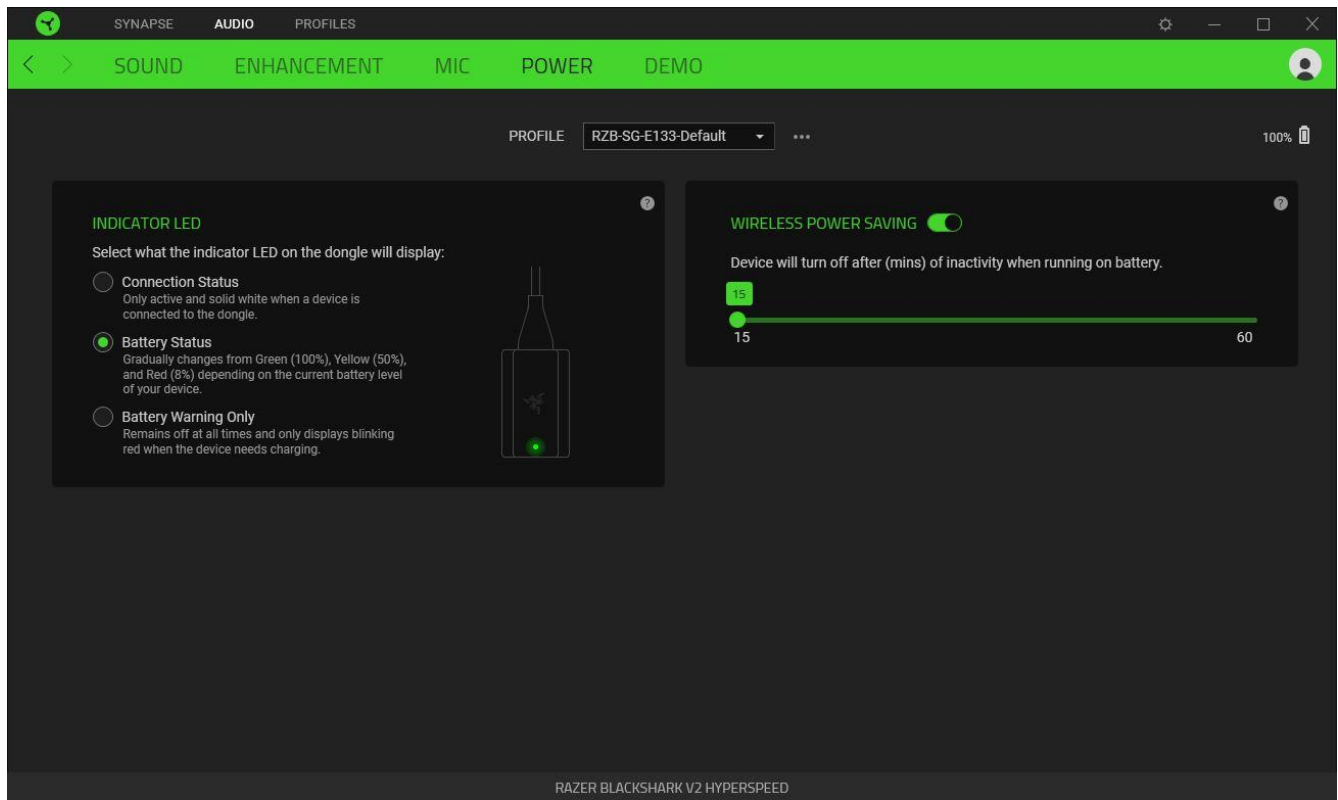 SYNAPSE AUDIO PROFILES
SOUND ENHANCEMENT MIC POWER DEMO
PROFILE RZB-SG-E133-Default 100%
INDICATOR LED
Select what the indicator LED on the dongle will display:
Connection Status
Only active and solid white when a device is
connected to the dongle.
Battery Status
Gradually changes from Green (100%), Yellow (50%),
and Red (8%) depending on the current battery level
of your device.
Battery Warning Only
Remains off at all times and only displays blinking
red when the device needs charging.
?
WIRELESS POWER SAVING
Device will turn off after (mins) of inactivity when running on battery.
15
15 60
?
RAZER BLACKSHARK V2 HYPERSPEED